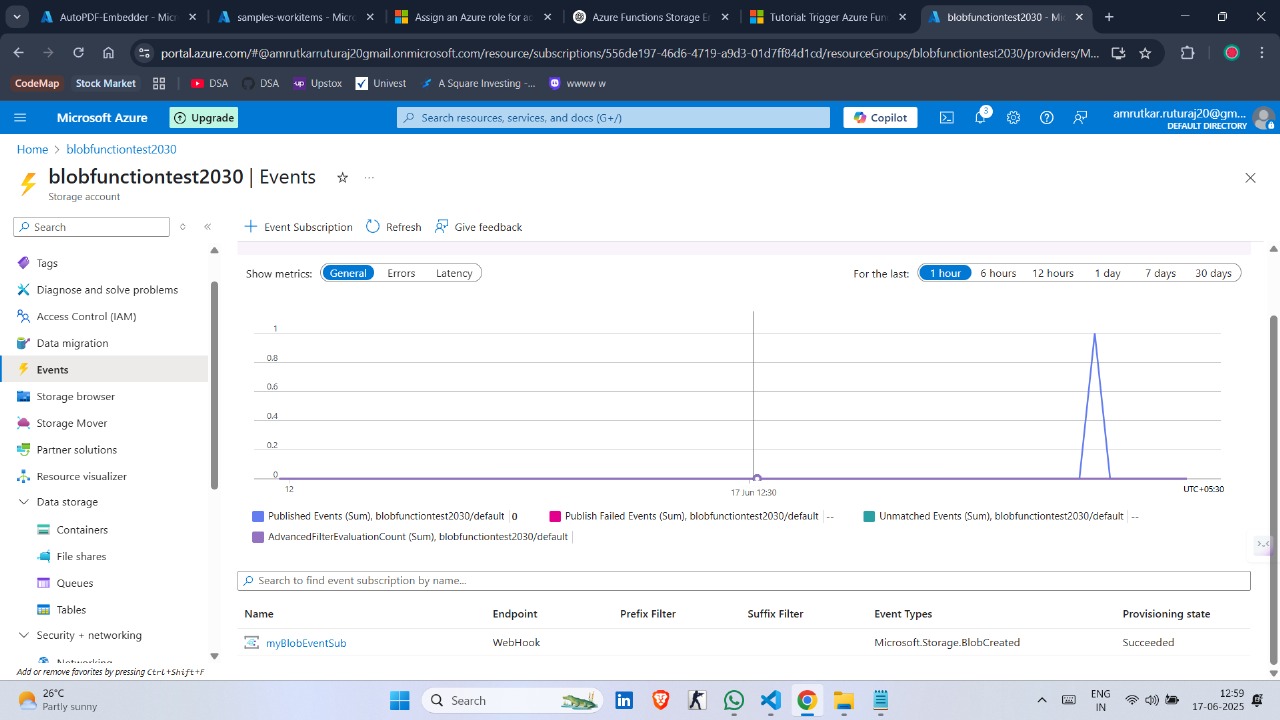 AutoPDF-Embedder - Micr
samples-workitems - Micro
Assign an Azure role for ac
Azure Functions Storage Er
Tutorial: Trigger Azure Fun
blobfunctiontest2030 - Mi
portal.azure.com/#@amrutkarruturaj20gmail.onmicrosoft.com/resource/subscriptions/556de197-46d6-4719-a9d3-01d7ff84d1cd/resourceGroups/blobfunctiontest2030/providers/M...
CodeMap
Stock Market
DSA
DSA
Upstox
Univest
A Square Investing -...
wwww w
Microsoft Azure
Upgrade
Search resources, services, and docs (G+/)
Copilot
3
amrutkar.ruturaj20@gm...
DEFAULT DIRECTORY
Home > blobfunctiontest2030
blobfunctiontest2030 | Events
Storage account
Search
Event Subscription
Refresh
Give feedback
Tags
Diagnose and solve problems
Access Control (IAM)
Data migration
Events
Storage browser
Storage Mover
Partner solutions
Resource visualizer
Data storage
Containers
File shares
Queues
Tables
Security + networking
Networking
Add or remove favorites by pressing Ctrl+Shift+F
Show metrics:
General
Errors
Latency
For the last:
1 hour
6 hours
12 hours
1 day
7 days
30 days
1
0.8
0.6
0.4
0.2
0
12
17 Jun 12:30
UTC+05:30
Published Events (Sum), blobfunctiontest2030/default | 0
Publish Failed Events (Sum), blobfunctiontest2030/default | --
Unmatched Events (Sum), blobfunctiontest2030/default | --
AdvancedFilterEvaluationCount (Sum), blobfunctiontest2030/default |
Search to find event subscription by name...
Name
Endpoint
Prefix Filter
Suffix Filter
Event Types
Provisioning state
myBlobEventSub
WebHook
Microsoft.Storage.BlobCreated
Succeeded
26°C
Partly sunny
Search
ENG
IN
12:59
17-06-2025